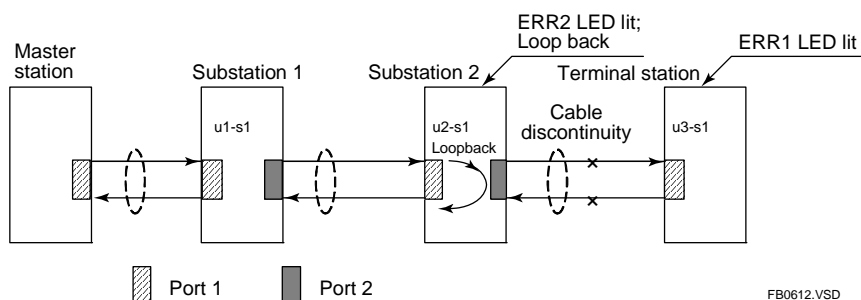 ERR2 LED lit;
Loop back
ERR1 LED lit
Master
station
Substation 1
Substation 2
Terminal station
u1-s1
u2-s1
Loopback
Cable
discontinuity
u3-s1
Port 1
Port 2
FB0612.VSD